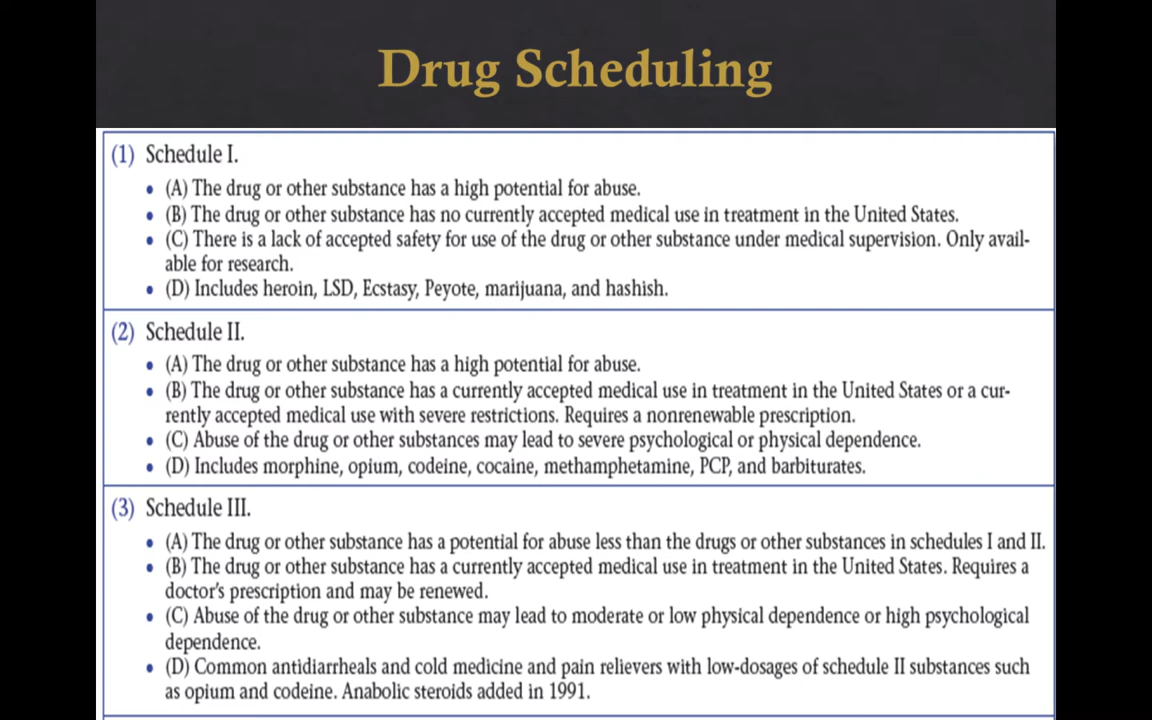 Drug Scheduling
(1) Schedule I.
• (A) The drug or other substance has a high potential for abuse.
• (B) The drug or other substance has no currently accepted medical use in treatment in the United States.
• (C) There is a lack of accepted safety for use of the drug or other substance under medical supervision. Only avail-
able for research.
• (D) Includes heroin, LSD, Ecstasy, Peyote, marijuana, and hashish.
(2) Schedule II.
• (A) The drug or other substance has a high potential for abuse.
• (B) The drug or other substance has a currently accepted medical use in treatment in the United States or a cur-
rently accepted medical use with severe restrictions. Requires a nonrenewable prescription.
• (C) Abuse of the drug or other substances may lead to severe psychological or physical dependence.
• (D) Includes morphine, opium, codeine, cocaine, methamphetamine, PCP, and barbiturates.
(3) Schedule III.
• (A) The drug or other substance has a potential for abuse less than the drugs or other substances in schedules I and II.
• (B) The drug or other substance has a currently accepted medical use in treatment in the United States. Requires a
doctor's prescription and may be renewed.
• (C) Abuse of the drug or other substance may lead to moderate or low physical dependence or high psychological
dependence.
• (D) Common antidiarrheals and cold medicine and pain relievers with low-dosages of schedule II substances such
as opium and codeine. Anabolic steroids added in 1991.